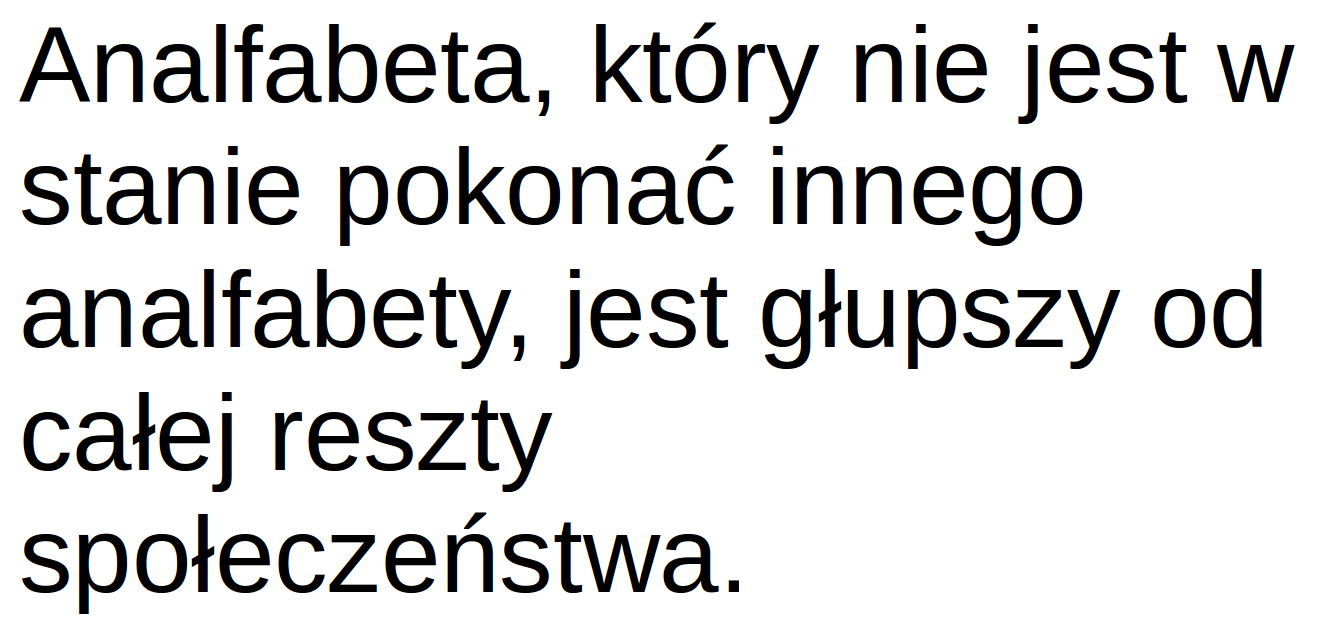 Analfabeta, który nie jest w
stanie pokonać innego
analfabety, jest głupszy od
całej reszty
społeczeństwa.